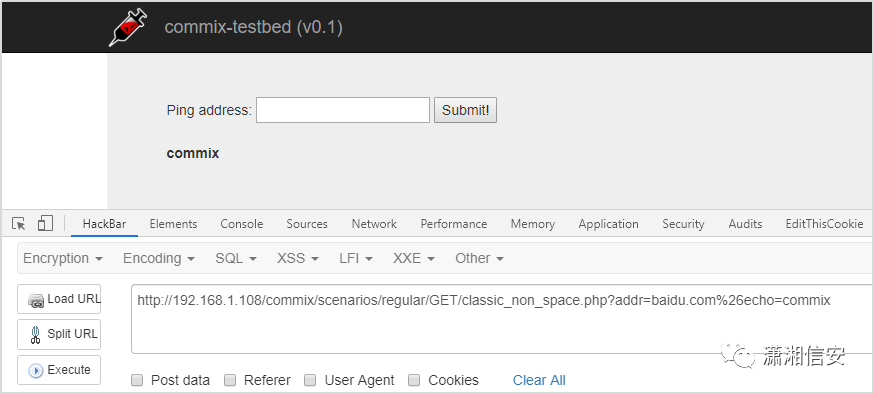 commix-testbed (v0.1)
Ping address: Submit!
commix
HackBar Elements Console Sources Network Performance Memory Application Security Audits EditThisCookie
Encryption Encoding SQL XSS LFI XXE Other
Load URL
http://192.168.1.108/commix/scenarios/regular/GET/classic_non_space.php?addr=baidu.com%26echo=commix
Split URL
Execute
潇湘信安
Post data Referer User Agent Cookies Clear All